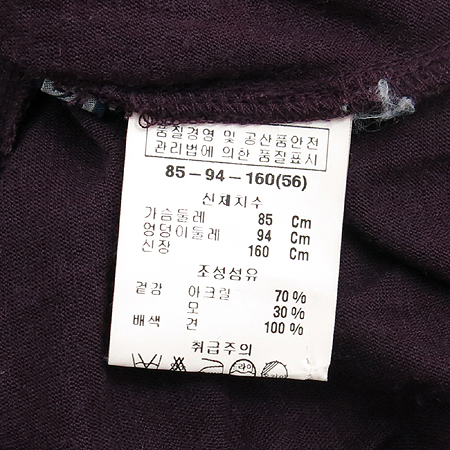 품질경영 및 공산품안전
관리법에 의한 품질표시
85-94-160(56)
신체치수
가슴둘레 85 Cm
엉덩이둘레 94 Cm
신장 160 Cm
조성섬유
겉감 아크릴 70 %
모 30 %
배색 견 100 %
취급주의
드라이